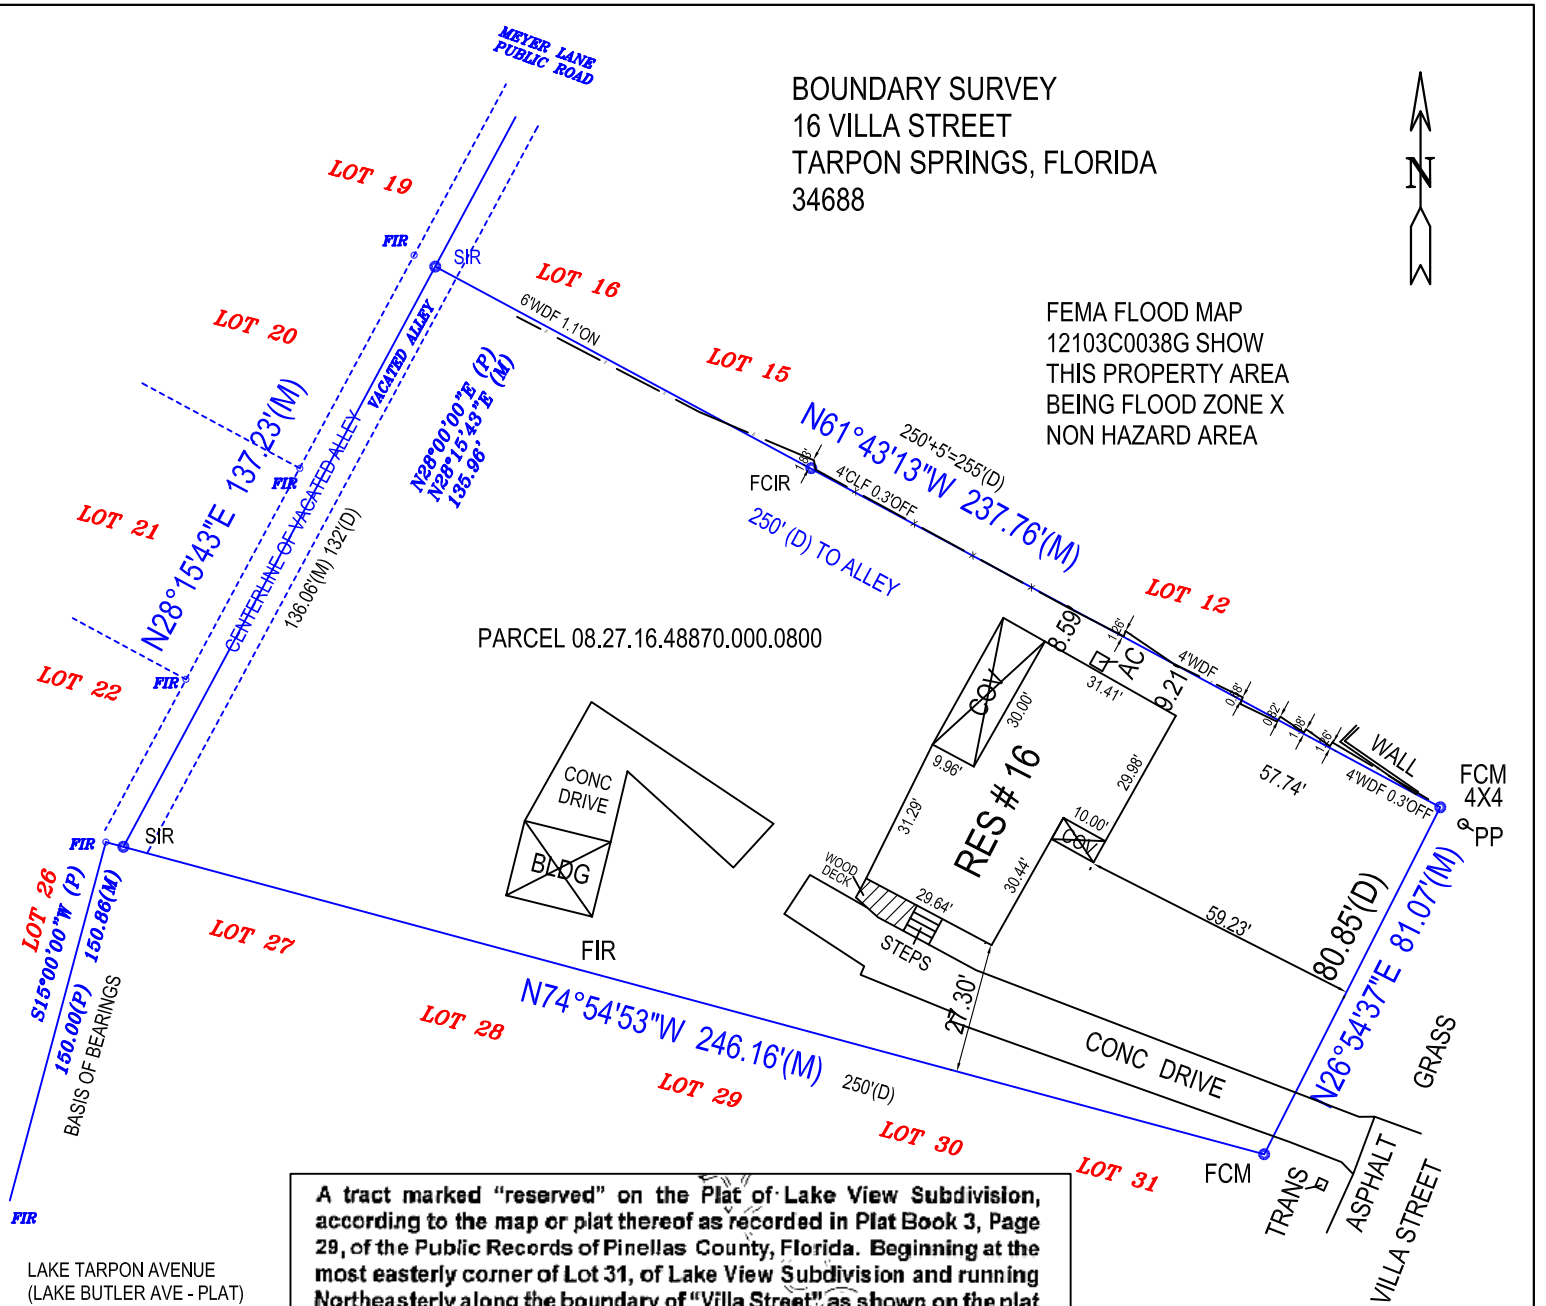 MEYER LANE
PUBLIC ROAD
BOUNDARY SURVEY
16 VILLA STREET
TARPON SPRINGS, FLORIDA
34688
N
LOT 19
FIR
SIR
LOT 16
6'WDF 1.1'ON
FEMA FLOOD MAP
12103C0038G SHOW
THIS PROPERTY AREA
BEING FLOOD ZONE X
NON HAZARD AREA
LOT 20
VACATED ALLEY
LOT 15
N28°00'00"E (P)
N28°15'43"E (M)
135.96'
N61°43'13"W 237.76'(M)
250'+5'=255'(D)
1.83'
FCIR
4'CLF 0.3'OFF
250' (D) TO ALLEY
FIR
LOT 21
N28°15'43"E 137.23'(M)
CENTERLINE OF VACATED ALLEY
136.06'(M) 132'(D)
LOT 12
PARCEL 08.27.16.48870.000.0800
8.59'
1.26'
AC
4'WDF
9.21'
31.41'
COV
30.00'
LOT 22
FIR
0.82'
1.08'
1.26'
WALL
57.74'
4'WDF 0.3'OFF
FCM
4X4
PP
CONC
DRIVE
9.96'
RES # 16
29.98'
31.29'
10.00'
COV
30.44'
FIR
SIR
BLDG
WOOD
DECK
29.64'
STEPS
59.23'
80.85'(D)
N26°54'37"E 81.07'(M)
LOT 26
S15°00'00"W (P)
150.00(P) 150.86(M)
BASIS OF BEARINGS
LOT 27
FIR
N74°54'53"W 246.16'(M)
250'(D)
27.30'
LOT 28
LOT 29
LOT 30
LOT 31
CONC DRIVE
GRASS
FCM
TRANS
ASPHALT
VILLA STREET
FIR
A tract marked "reserved" on the Plat of Lake View Subdivision,
according to the map or plat thereof as recorded in Plat Book 3, Page
29, of the Public Records of Pinellas County, Florida. Beginning at the
most easterly corner of Lot 31, of Lake View Subdivision and running
Northeasterly along the boundary of "Villa Street" as shown on the plat
LAKE TARPON AVENUE
(LAKE BUTLER AVE - PLAT)